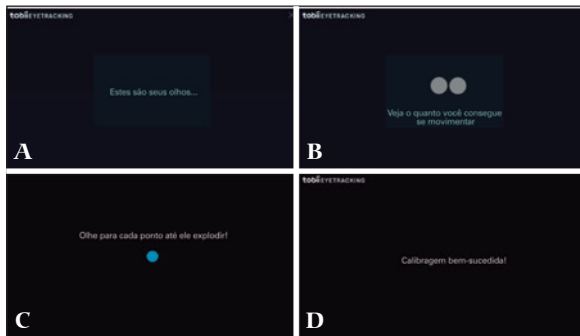 tobii EYETRACKING
Estes são seus olhos...
A
tobii EYETRACKING
Veja o quanto você consegue
se movimentar
B
Olhe para cada ponto até ele explodir!
C
tobii EYETRACKING
Calibragem bem-sucedida!
D